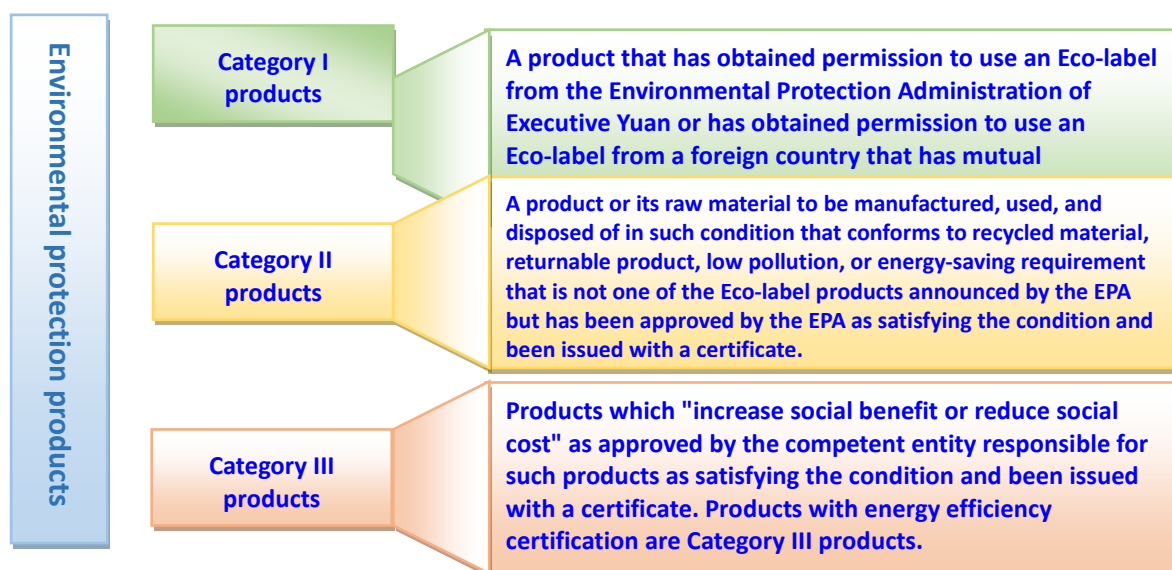 Environmental protection products
Category I
products
A product that has obtained permission to use an Eco-label
from the Environmental Protection Administration of
Executive Yuan or has obtained permission to use an
Eco-label from a foreign country that has mutual
Category II
products
A product or its raw material to be manufactured, used, and
disposed of in such condition that conforms to recycled material,
returnable product, low pollution, or energy-saving requirement
that is not one of the Eco-label products announced by the EPA
but has been approved by the EPA as satisfying the condition and
been issued with a certificate.
Category III
products
Products which "increase social benefit or reduce social
cost" as approved by the competent entity responsible for
such products as satisfying the condition and been issued
with a certificate. Products with energy efficiency
certification are Category III products.